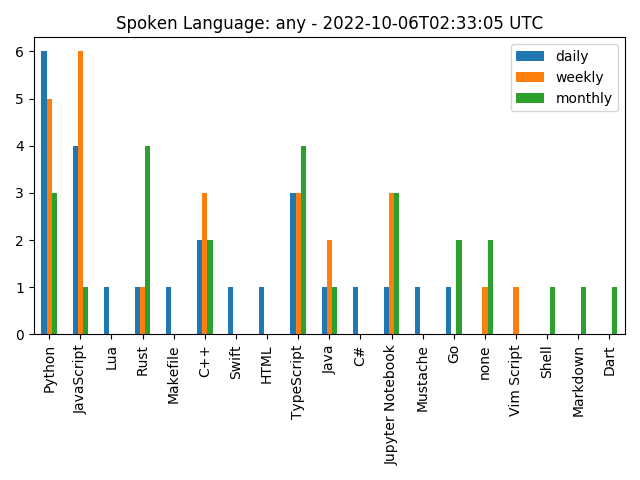 Spoken Language: any - 2022-10-06T02:33:05 UTC
daily
weekly
monthly
6
5
4
3
2
1
0
Python
JavaScript
Lua
Rust
Makefile
C++
Swift
HTML
TypeScript
Java
C#
Jupyter Notebook
Mustache
Go
none
Vim Script
Shell
Markdown
Dart